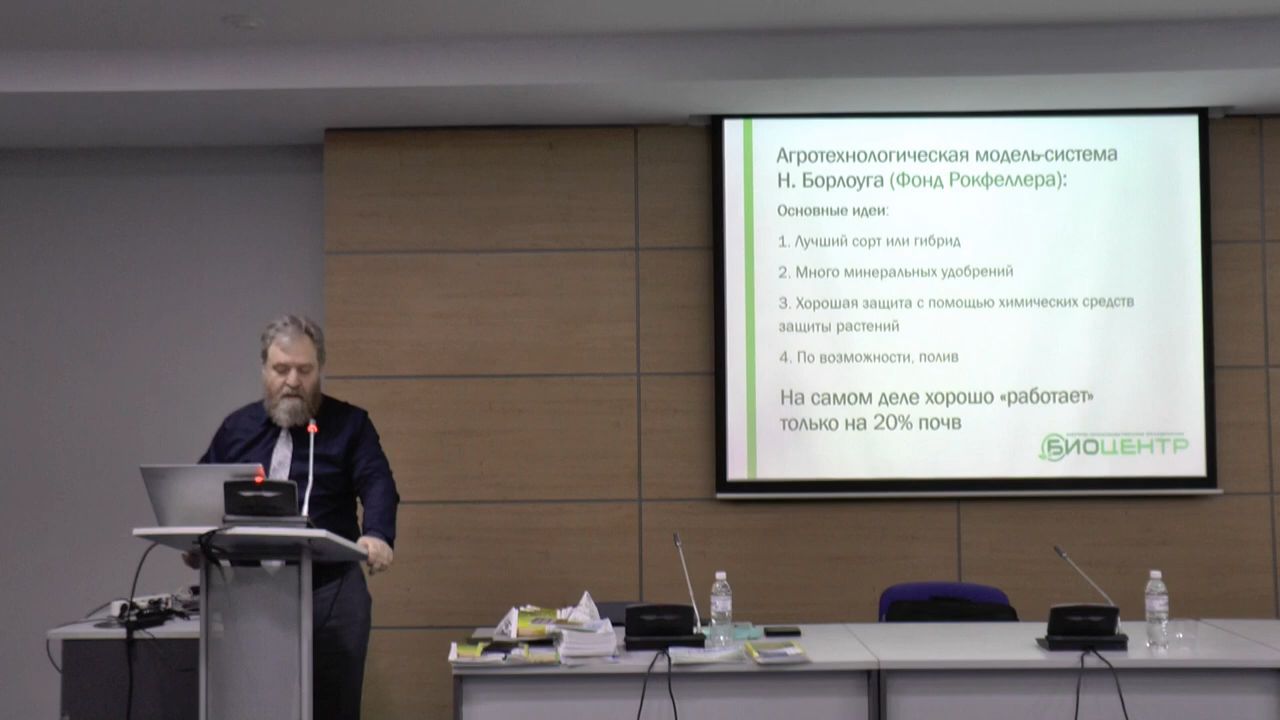 Агротехнологическая модель-система
Н. Борлоуга (Фонд Рокфеллера):
Основные идеи:
1. Лучший сорт или гибрид
2. Много минеральных удобрений
3. Хорошая защита с помощью химических средств
защиты растений
4. По возможности, полив
На самом деле хорошо «работает»
только на 20% почв
БИОЦЕНТР